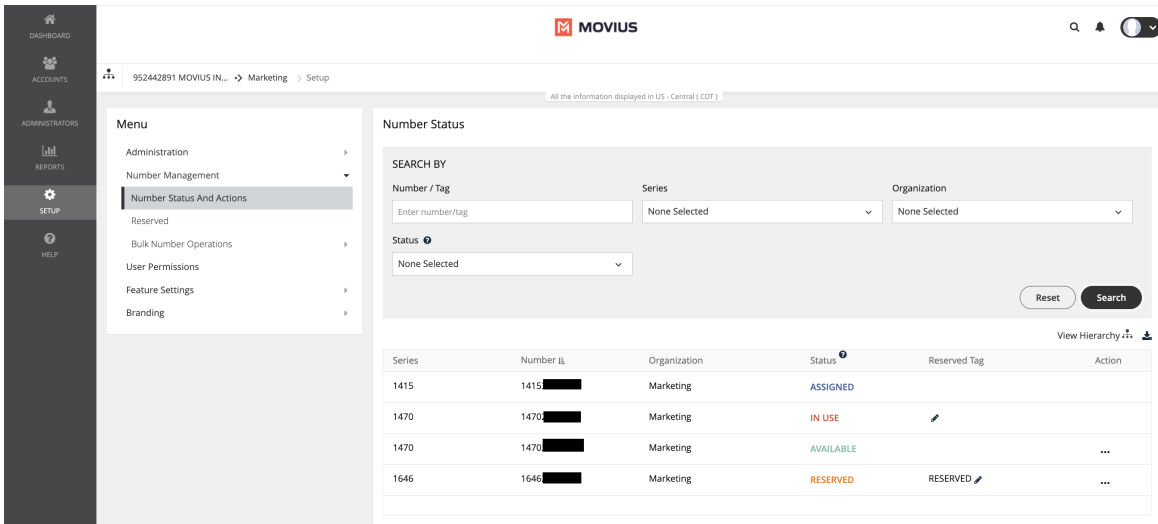 DASHBOARD
ACCOUNTS
ADMINISTRATORS
REPORTS
SETUP
HELP
MOVIUS
952442891 MOVIUS IN... Marketing > Setup
All the information displayed in US - Central ( CDT )
Menu
Administration
Number Management
Number Status And Actions
Reserved
Bulk Number Operations
User Permissions
Feature Settings
Branding
Number Status
SEARCH BY
Number / Tag Series Organization
Enter number/tag None Selected None Selected
Status
None Selected
Reset Search
View Hierarchy
Series Number Organization Status Reserved Tag Action
1415 1415 Marketing ASSIGNED
1470 1470 Marketing IN USE
1470 1470 Marketing AVAILABLE ...
1646 1646 Marketing RESERVED RESERVED ...